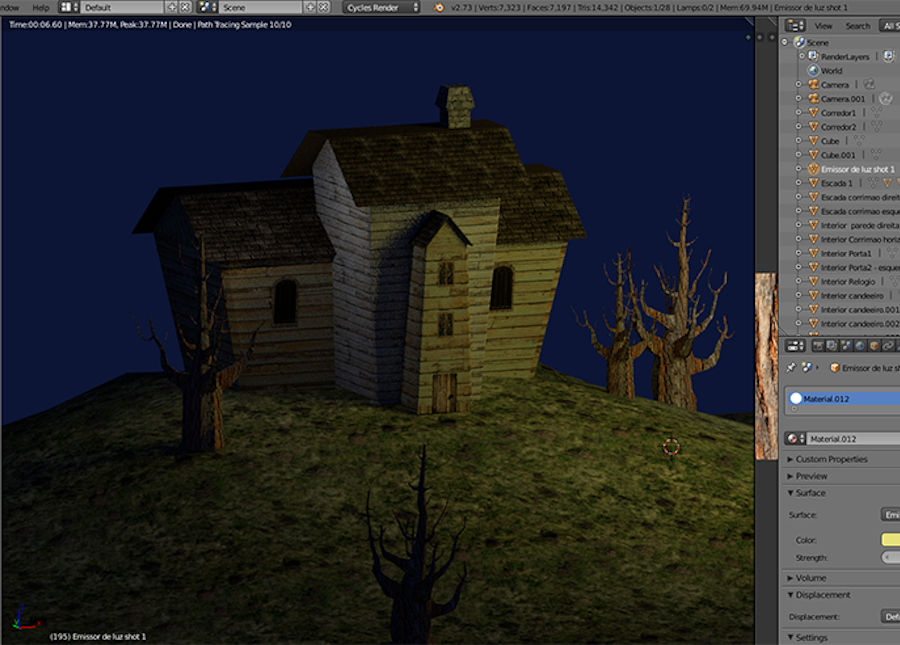 ndow Help Default Scene Cycles Render v2.73 | Verts:7,323 | Faces:7,197 | Tris:14,342 | Objects:1/28 | Lamps:0/2 | Mem:69.94M | Emissor de luz shot 1
Time:00:06.60 | Mem:37.77M, Peak:37.77M | Done | Path Tracing Sample 10/10
View Search All S
Scene
RenderLayers
World
Camera
Camera.001
Corredor1
Corredor2
Cube
Cube.001
Emissor de luz shot 1
Escada 1
Escada corrimao direit
Escada corrimao esqu
Interior parede direita
Interior Corrimao horiz
Interior Porta1
Interior Porta2 - esque
Interior Relogio
Interior candeeiro
Interior candeeiro.001
Interior candeeiro.002
Emissor de luz sh
Material.012
Material.012
Custom Properties
Preview
Surface
Surface: Emi
Color:
Strength:
Volume
Displacement
Displacement: Def
Settings
(195) Emissor de luz shot 1